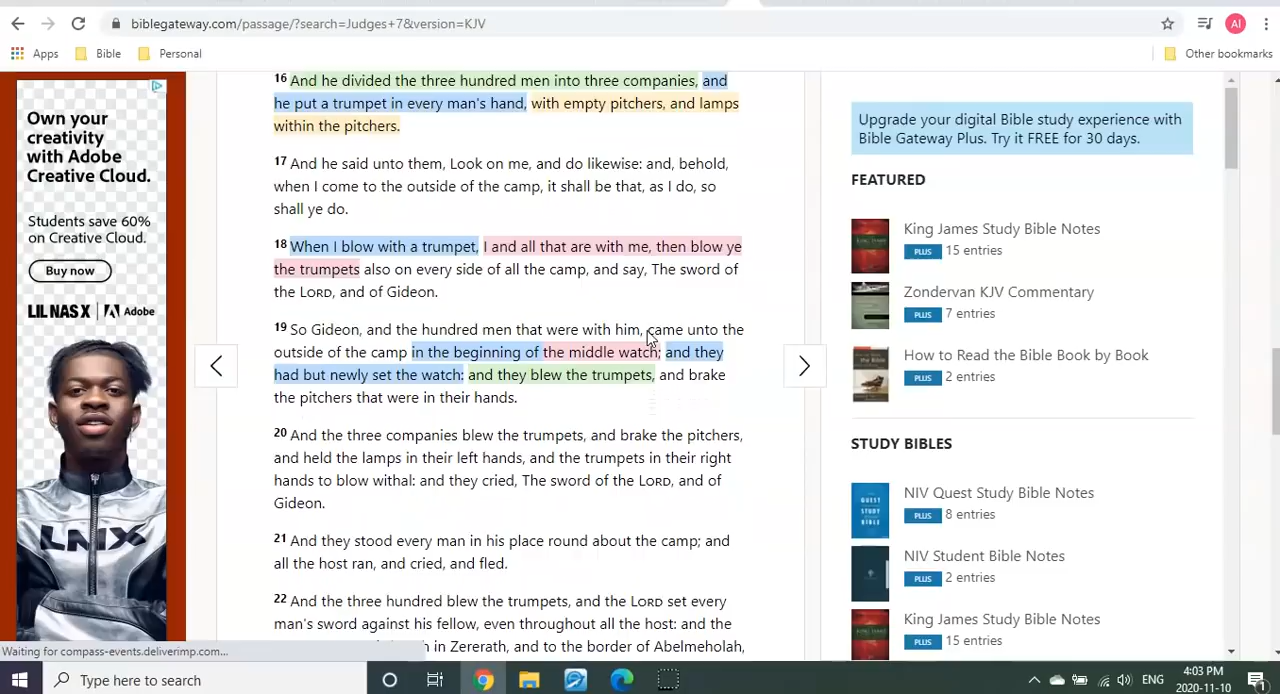 biblegateway.com/passage/?search=Judges+7&version=KJV
AI
Apps
Bible
Personal
Other bookmarks
Own your
creativity
with Adobe
Creative Cloud.
Students save 60%
on Creative Cloud.
Buy now
LIL NAS X | Adobe
LNX
16 And he divided the three hundred men into three companies, and
he put a trumpet in every man's hand, with empty pitchers, and lamps
within the pitchers.
17 And he said unto them, Look on me, and do likewise: and, behold,
when I come to the outside of the camp, it shall be that, as I do, so
shall ye do.
18 When I blow with a trumpet, I and all that are with me, then blow ye
the trumpets also on every side of all the camp, and say, The sword of
the LORD, and of Gideon.
19 So Gideon, and the hundred men that were with him, came unto the
outside of the camp in the beginning of the middle watch; and they
had but newly set the watch: and they blew the trumpets, and brake
the pitchers that were in their hands.
20 And the three companies blew the trumpets, and brake the pitchers,
and held the lamps in their left hands, and the trumpets in their right
hands to blow withal: and they cried, The sword of the LORD, and of
Gideon.
21 And they stood every man in his place round about the camp; and
all the host ran, and cried, and fled.
22 And the three hundred blew the trumpets, and the LORD set every
man's sword against his fellow, even throughout all the host: and the
in Zererath, and to the border of Abelmeholah,
Upgrade your digital Bible study experience with
Bible Gateway Plus. Try it FREE for 30 days.
FEATURED
King James Study Bible Notes
PLUS 15 entries
Zondervan KJV Commentary
PLUS 7 entries
How to Read the Bible Book by Book
PLUS 2 entries
STUDY BIBLES
NIV Quest Study Bible Notes
PLUS 8 entries
NIV Student Bible Notes
PLUS 2 entries
King James Study Bible Notes
PLUS 15 entries
Waiting for compass-events.deliverimp.com...
Type here to search
ENG
4:03 PM
2020-11-10
1